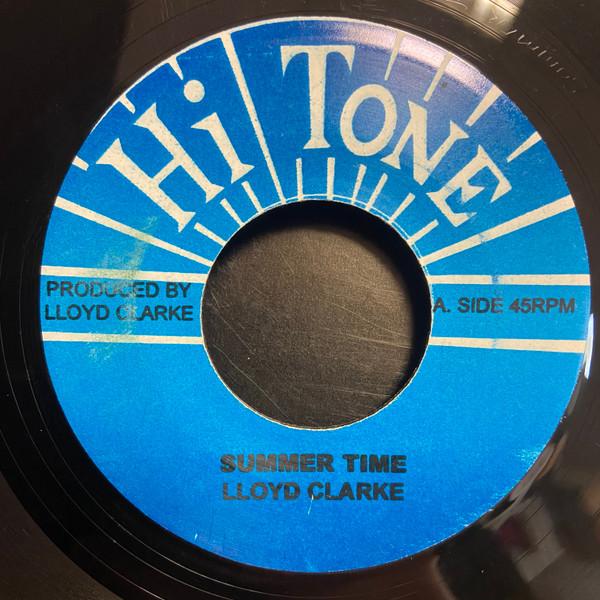 Hi TONE
PRODUCED BY
LLOYD CLARKE
A. SIDE 45RPM
SUMMER TIME
LLOYD CLARKE